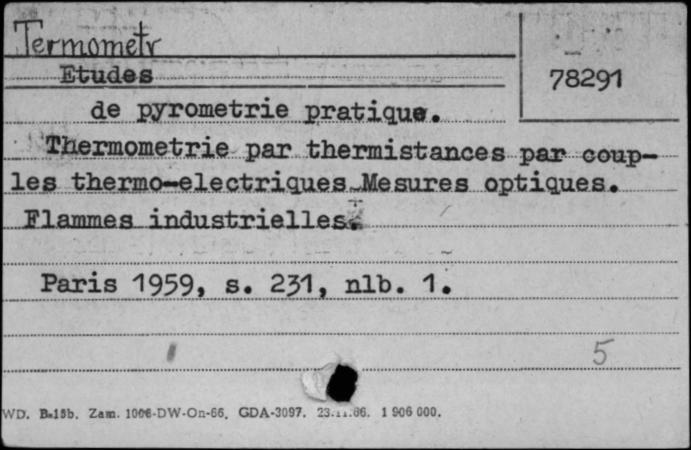 Termometr
Etudes
78291
de pyrometrie pratique.
Thermometrie par thermistances par coup-
les thermo-electriques Mesures optiques.
Flammes industrielles.
Paris 1959, s. 231, nlb. 1.
5
WD. B-15b. Zam. 1006-DW-On-66. GDA-3097. 23.11.66. 1 906 000.